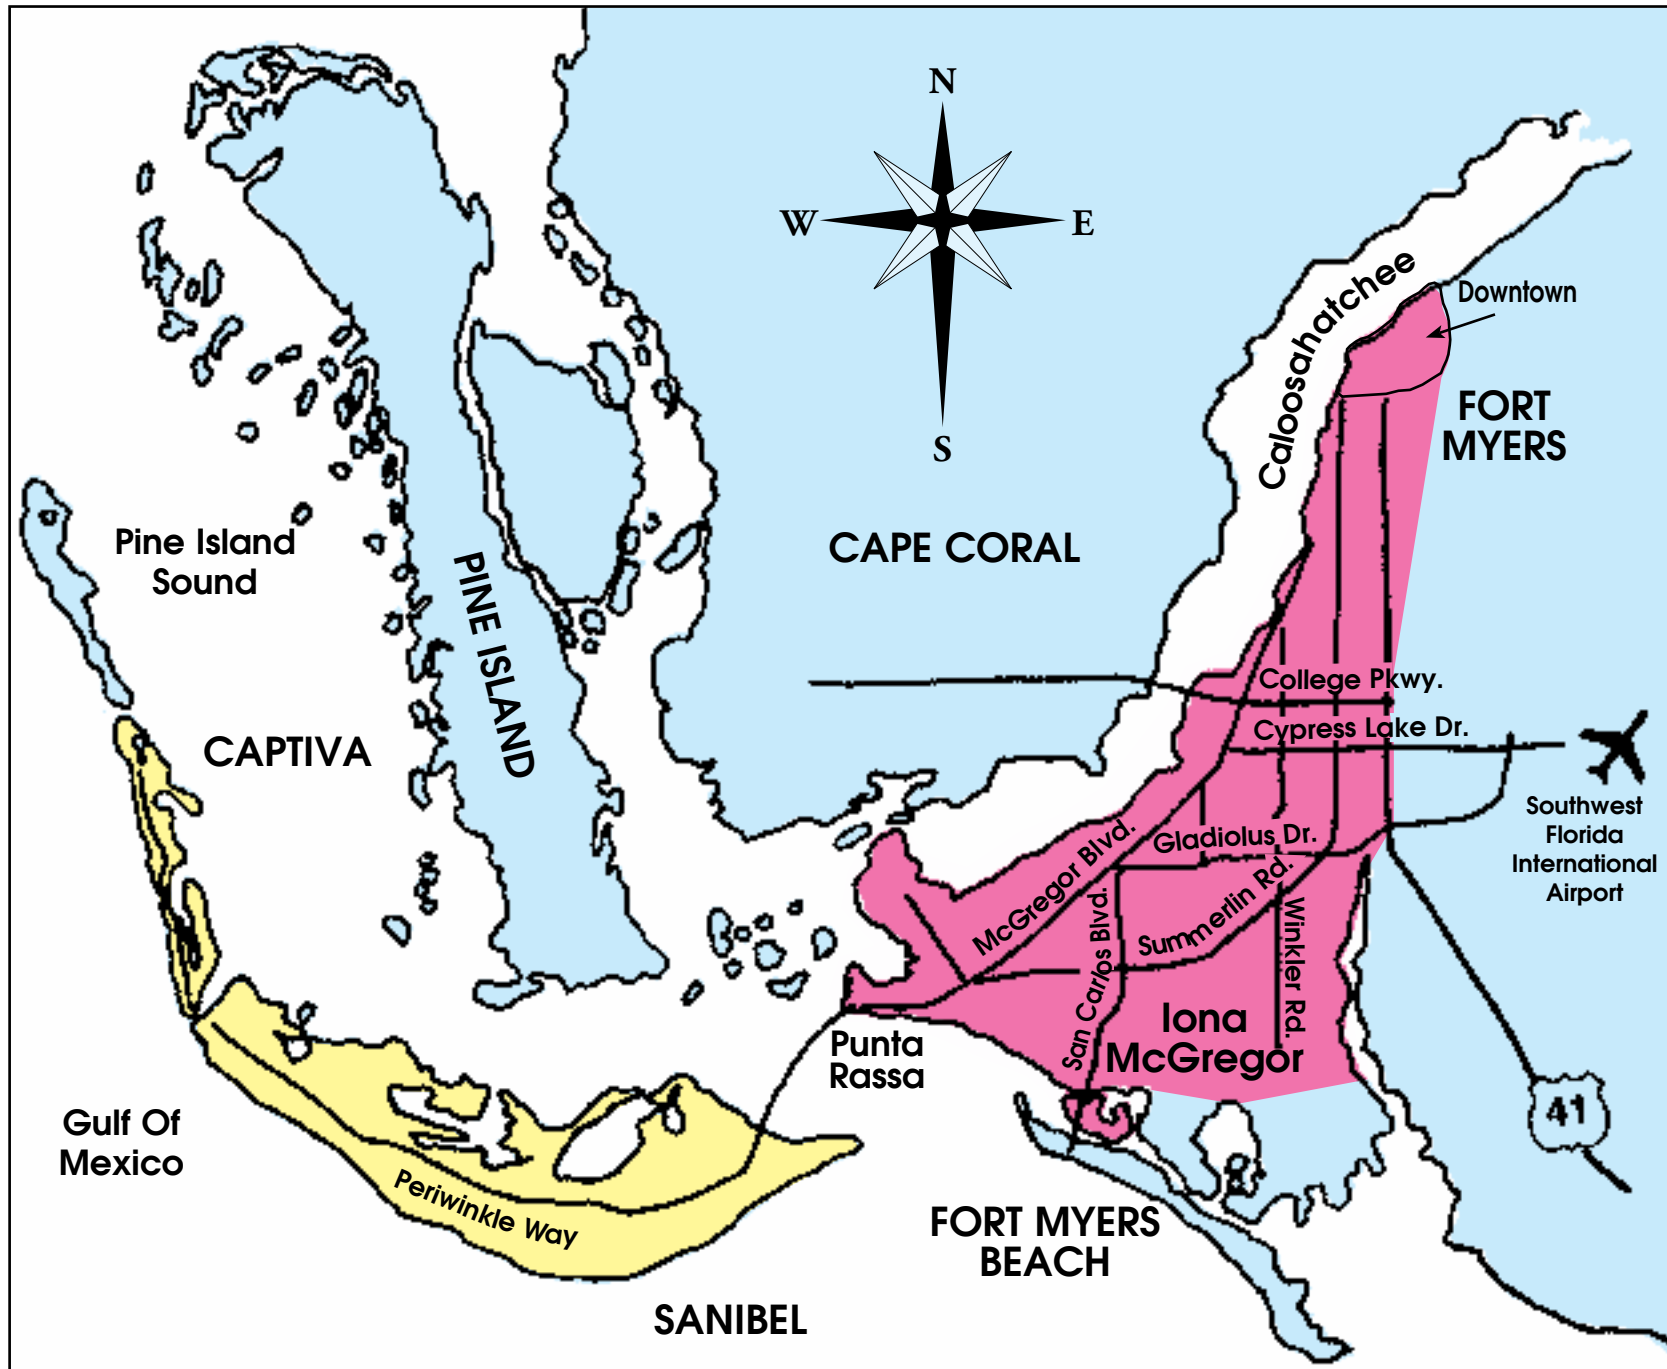 N
W
E
S
Caloosahatchee
Downtown
FORT
MYERS
Pine Island
Sound
PINE ISLAND
CAPE CORAL
College Pkwy.
Cypress Lake Dr.
CAPTIVA
Southwest
Florida
International
Airport
McGregor Blvd.
Gladiolus Dr.
San Carlos Blvd.
Summerlin Rd.
Winkler Rd.
Iona
McGregor
Punta
Rassa
41
Gulf Of
Mexico
Periwinkle Way
FORT MYERS
BEACH
SANIBEL